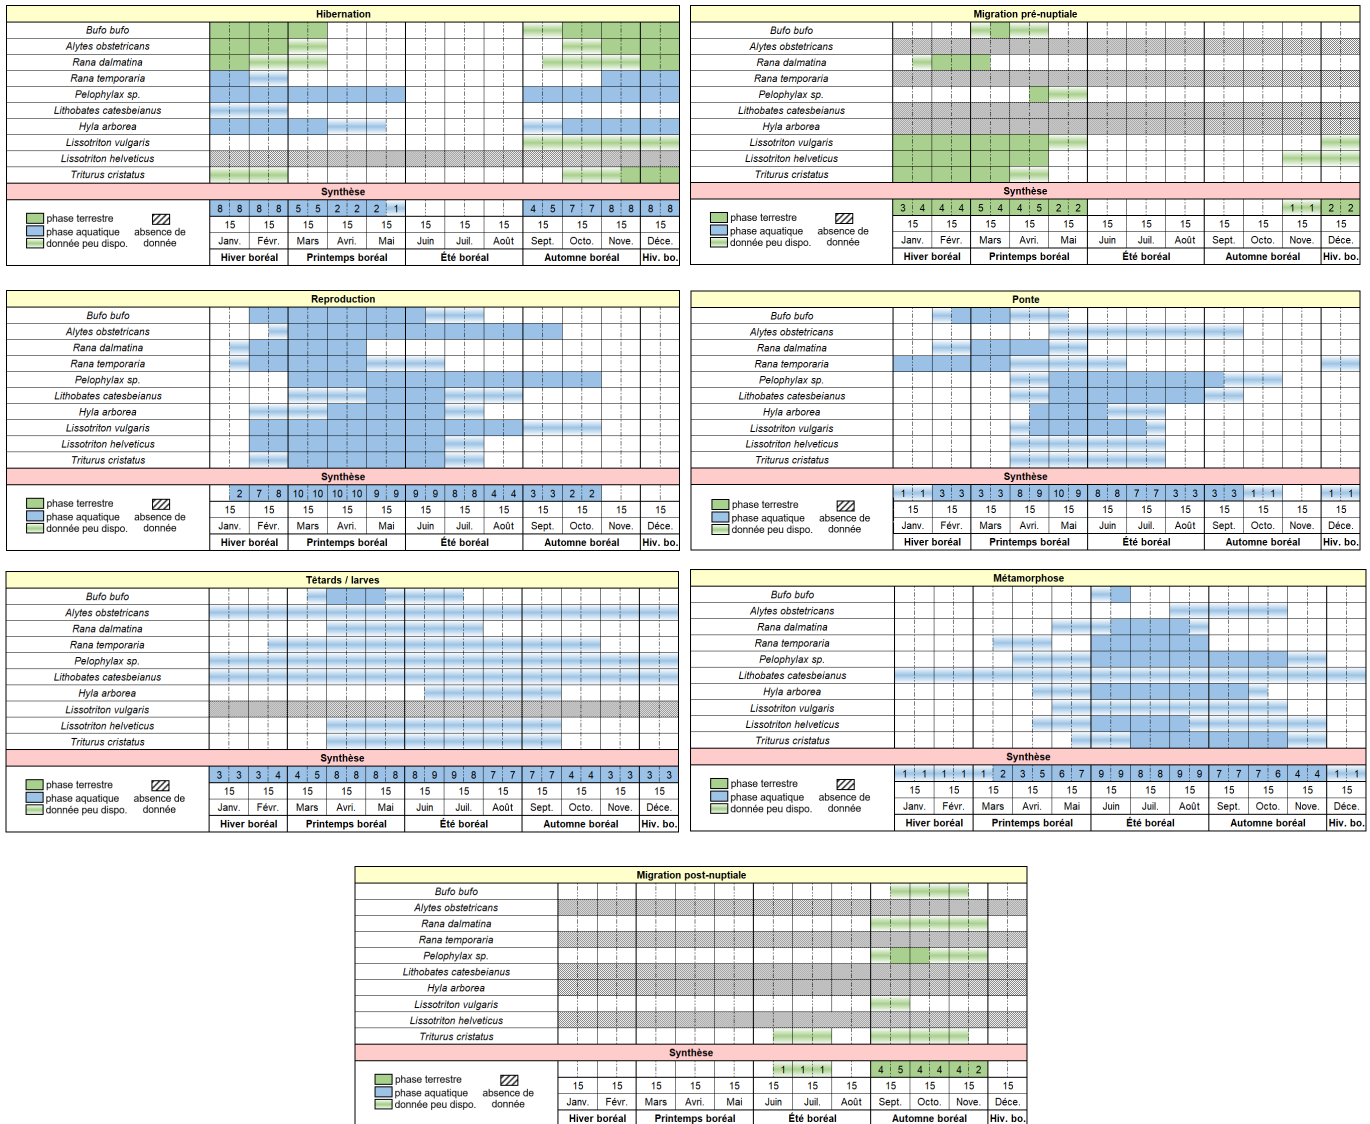 Hibernation
Bufo bufo
Alytes obstetricans
Rana dalmatina
Rana temporaria
Pelophylax sp.
Lithobates catesbeianus
Hyla arborea
Lissotriton vulgaris
Lissotriton helveticus
Triturus cristatus
Synthèse
8 8 8 8 5 5 2 2 2 1 4 5 7 7 8 8 8 8
phase terrestre
phase aquatique
donnée peu dispo.
absence de
donnée
15 15 15 15 15 15 15 15 15 15 15 15
Janv. Févr. Mars Avri. Mai Juin Juil. Août Sept. Octo. Nove. Déce.
Hiver boréal Printemps boréal Été boréal Automne boréal Hiv. bo.
Migration pré-nuptiale
Bufo bufo
Alytes obstetricans
Rana dalmatina
Rana temporaria
Pelophylax sp.
Lithobates catesbeianus
Hyla arborea
Lissotriton vulgaris
Lissotriton helveticus
Triturus cristatus
Synthèse
3 4 4 4 5 4 4 5 2 2 1 1 2 2
phase terrestre
phase aquatique
donnée peu dispo.
absence de
donnée
15 15 15 15 15 15 15 15 15 15 15 15
Janv. Févr. Mars Avri. Mai Juin Juil. Août Sept. Octo. Nove. Déce.
Hiver boréal Printemps boréal Été boréal Automne boréal Hiv. bo.
Reproduction
Bufo bufo
Alytes obstetricans
Rana dalmatina
Rana temporaria
Pelophylax sp.
Lithobates catesbeianus
Hyla arborea
Lissotriton vulgaris
Lissotriton helveticus
Triturus cristatus
Synthèse
2 7 8 10 10 10 10 9 9 9 9 8 8 4 4 3 3 2 2
phase terrestre
phase aquatique
donnée peu dispo.
absence de
donnée
15 15 15 15 15 15 15 15 15 15 15 15
Janv. Févr. Mars Avri. Mai Juin Juil. Août Sept. Octo. Nove. Déce.
Hiver boréal Printemps boréal Été boréal Automne boréal Hiv. bo.
Ponte
Bufo bufo
Alytes obstetricans
Rana dalmatina
Rana temporaria
Pelophylax sp.
Lithobates catesbeianus
Hyla arborea
Lissotriton vulgaris
Lissotriton helveticus
Triturus cristatus
Synthèse
1 1 3 3 3 3 8 9 10 9 8 8 7 7 3 3 3 3 1 1 1 1
phase terrestre
phase aquatique
donnée peu dispo.
absence de
donnée
15 15 15 15 15 15 15 15 15 15 15 15
Janv. Févr. Mars Avri. Mai Juin Juil. Août Sept. Octo. Nove. Déce.
Hiver boréal Printemps boréal Été boréal Automne boréal Hiv. bo.
Têtards / larves
Bufo bufo
Alytes obstetricans
Rana dalmatina
Rana temporaria
Pelophylax sp.
Lithobates catesbeianus
Hyla arborea
Lissotriton vulgaris
Lissotriton helveticus
Triturus cristatus
Synthèse
3 3 3 4 4 5 8 8 8 8 8 9 9 8 7 7 7 7 4 4 3 3 3 3
phase terrestre
phase aquatique
donnée peu dispo.
absence de
donnée
15 15 15 15 15 15 15 15 15 15 15 15
Janv. Févr. Mars Avri. Mai Juin Juil. Août Sept. Octo. Nove. Déce.
Hiver boréal Printemps boréal Été boréal Automne boréal Hiv. bo.
Métamorphose
Bufo bufo
Alytes obstetricans
Rana dalmatina
Rana temporaria
Pelophylax sp.
Lithobates catesbeianus
Hyla arborea
Lissotriton vulgaris
Lissotriton helveticus
Triturus cristatus
Synthèse
1 1 1 1 1 2 3 5 6 7 9 9 8 8 9 9 7 7 7 6 4 4 1 1
phase terrestre
phase aquatique
donnée peu dispo.
absence de
donnée
15 15 15 15 15 15 15 15 15 15 15 15
Janv. Févr. Mars Avri. Mai Juin Juil. Août Sept. Octo. Nove. Déce.
Hiver boréal Printemps boréal Été boréal Automne boréal Hiv. bo.
Migration post-nuptiale
Bufo bufo
Alytes obstetricans
Rana dalmatina
Rana temporaria
Pelophylax sp.
Lithobates catesbeianus
Hyla arborea
Lissotriton vulgaris
Lissotriton helveticus
Triturus cristatus
Synthèse
1 1 1 4 5 4 4 4 2
phase terrestre
phase aquatique
donnée peu dispo.
absence de
donnée
15 15 15 15 15 15 15 15 15 15 15 15
Janv. Févr. Mars Avri. Mai Juin Juil. Août Sept. Octo. Nove. Déce.
Hiver boréal Printemps boréal Été boréal Automne boréal Hiv. bo.